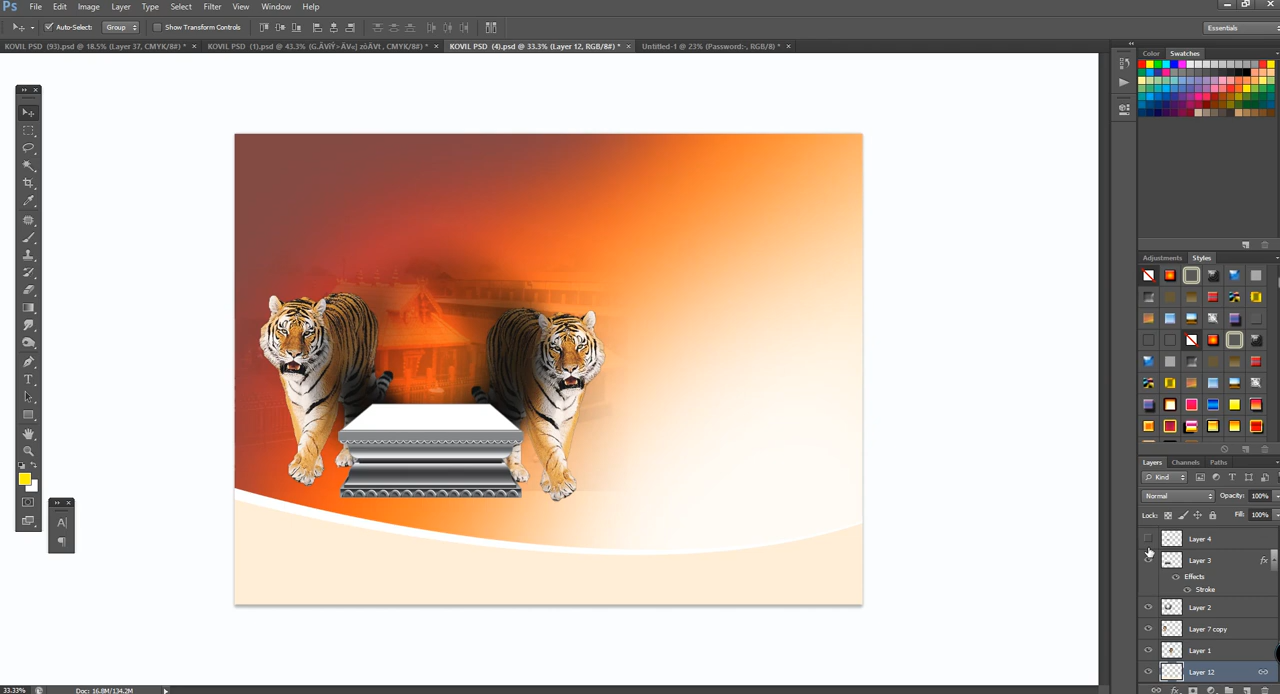 Ps File Edit Image Layer Type Select Filter View Window Help
Auto-Select: Group Show Transform Controls Essentials
KOVIL PSD (93).psd @ 18.5% (Layer 37, CMYK/8#) * × KOVIL PSD (1).psd @ 43.3% × KOVIL PSD (4).psd @ 33.3% (Layer 12, RGB/8#) * × Untitled-1 @ 23% (Password:-, RGB/8) * ×
Color Swatches
Adjustments Styles
Layers Channels Paths
Kind
Normal Opacity: 100%
Lock: Fill: 100%
Layer 4
Layer 3 fx
Effects
Stroke
Layer 2
Layer 7 copy
Layer 1
Layer 12
33.33% Doc: 16.8M/134.2M